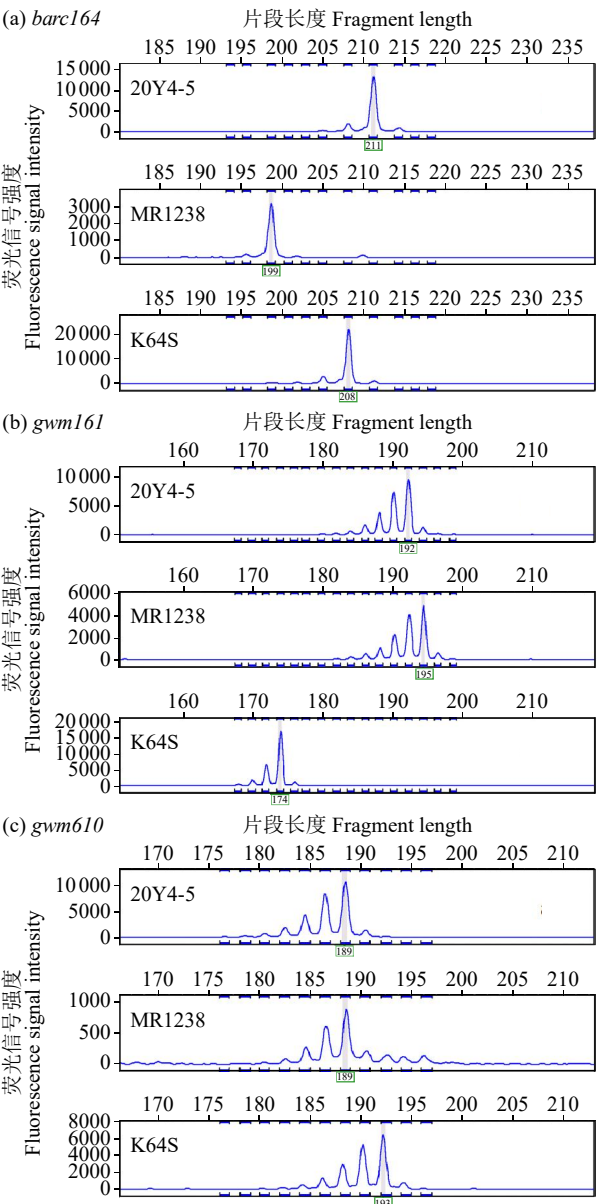 (a) barc164 片段长度 Fragment length
荧光信号强度
Fluorescence signal intensity
185 190 195 200 205 210 215 220 225 230 235
15 000
10 000
5000
0
20Y4-5
211
185 190 195 200 205 210 215 220 225 230 235
3000
2000
1000
0
MR1238
199
185 190 195 200 205 210 215 220 225 230 235
20 000
10 000
0
K64S
208
(b) gwm161 片段长度 Fragment length
荧光信号强度
Fluorescence signal intensity
160 170 180 190 200 210
10 000
5000
0
20Y4-5
192
160 170 180 190 200 210
6000
4000
2000
0
MR1238
195
160 170 180 190 200 210
20 000
15 000
10 000
5000
0
K64S
174
(c) gwm610 片段长度 Fragment length
荧光信号强度
Fluorescence signal intensity
170 175 180 185 190 195 200 205 210
10 000
5000
0
20Y4-5
189
170 175 180 185 190 195 200 205 210
1000
500
0
MR1238
189
170 175 180 185 190 195 200 205 210
8000
6000
4000
2000
0
K64S
193